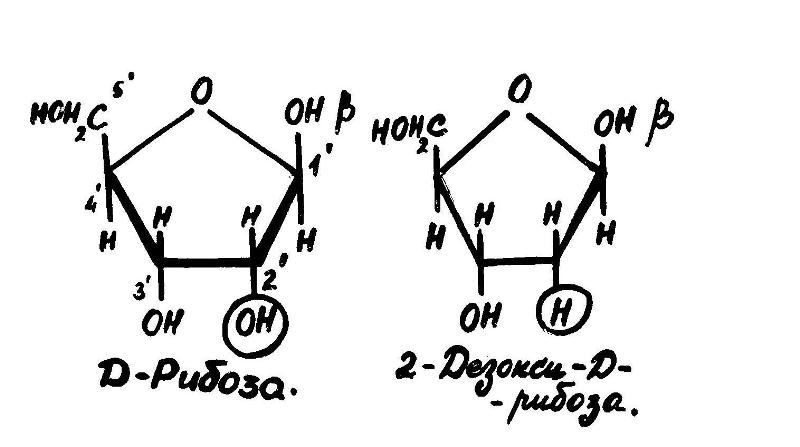 5'
O
O
HOH₂C
OH β
HOH₂C
OH β
1'
4'
H
H
H
H
H
H
H
H
3'
2'
OH
OH
OH
H
D-Рибоза.
2-Дезокси-D-
-рибоза.